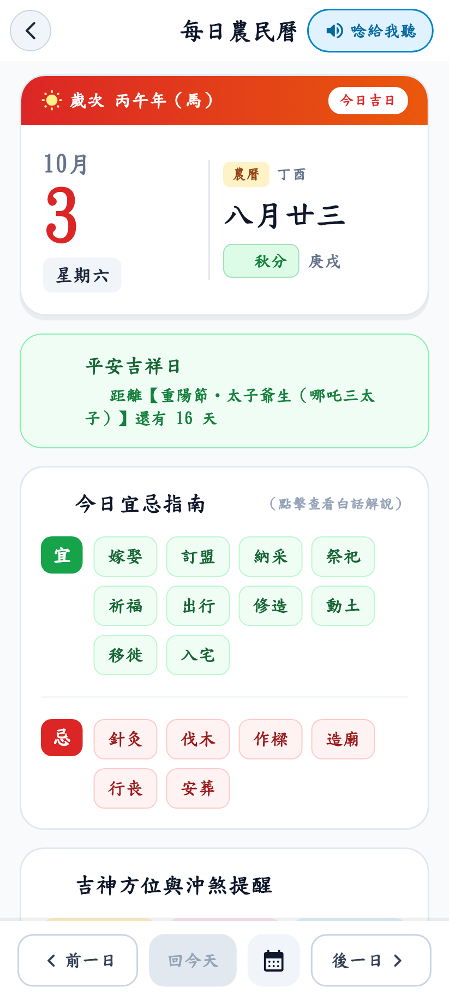 每日農民曆
唸給我聽
歲次 丙午年（馬）
今日吉日
10月
3
星期六
農曆 丁酉
八月廿三
秋分 庚戌
平安吉祥日
距離【重陽節・太子爺生（哪吒三太
子）】還有 16 天
今日宜忌指南
（點擊查看白話解說）
宜 嫁娶 訂盟 納采 祭祀
祈福 出行 修造 動土
移徙 入宅
忌 針灸 伐木 作樑 造廟
行丧 安葬
吉神方位與沖煞提醒
前一日 回今天 後一日